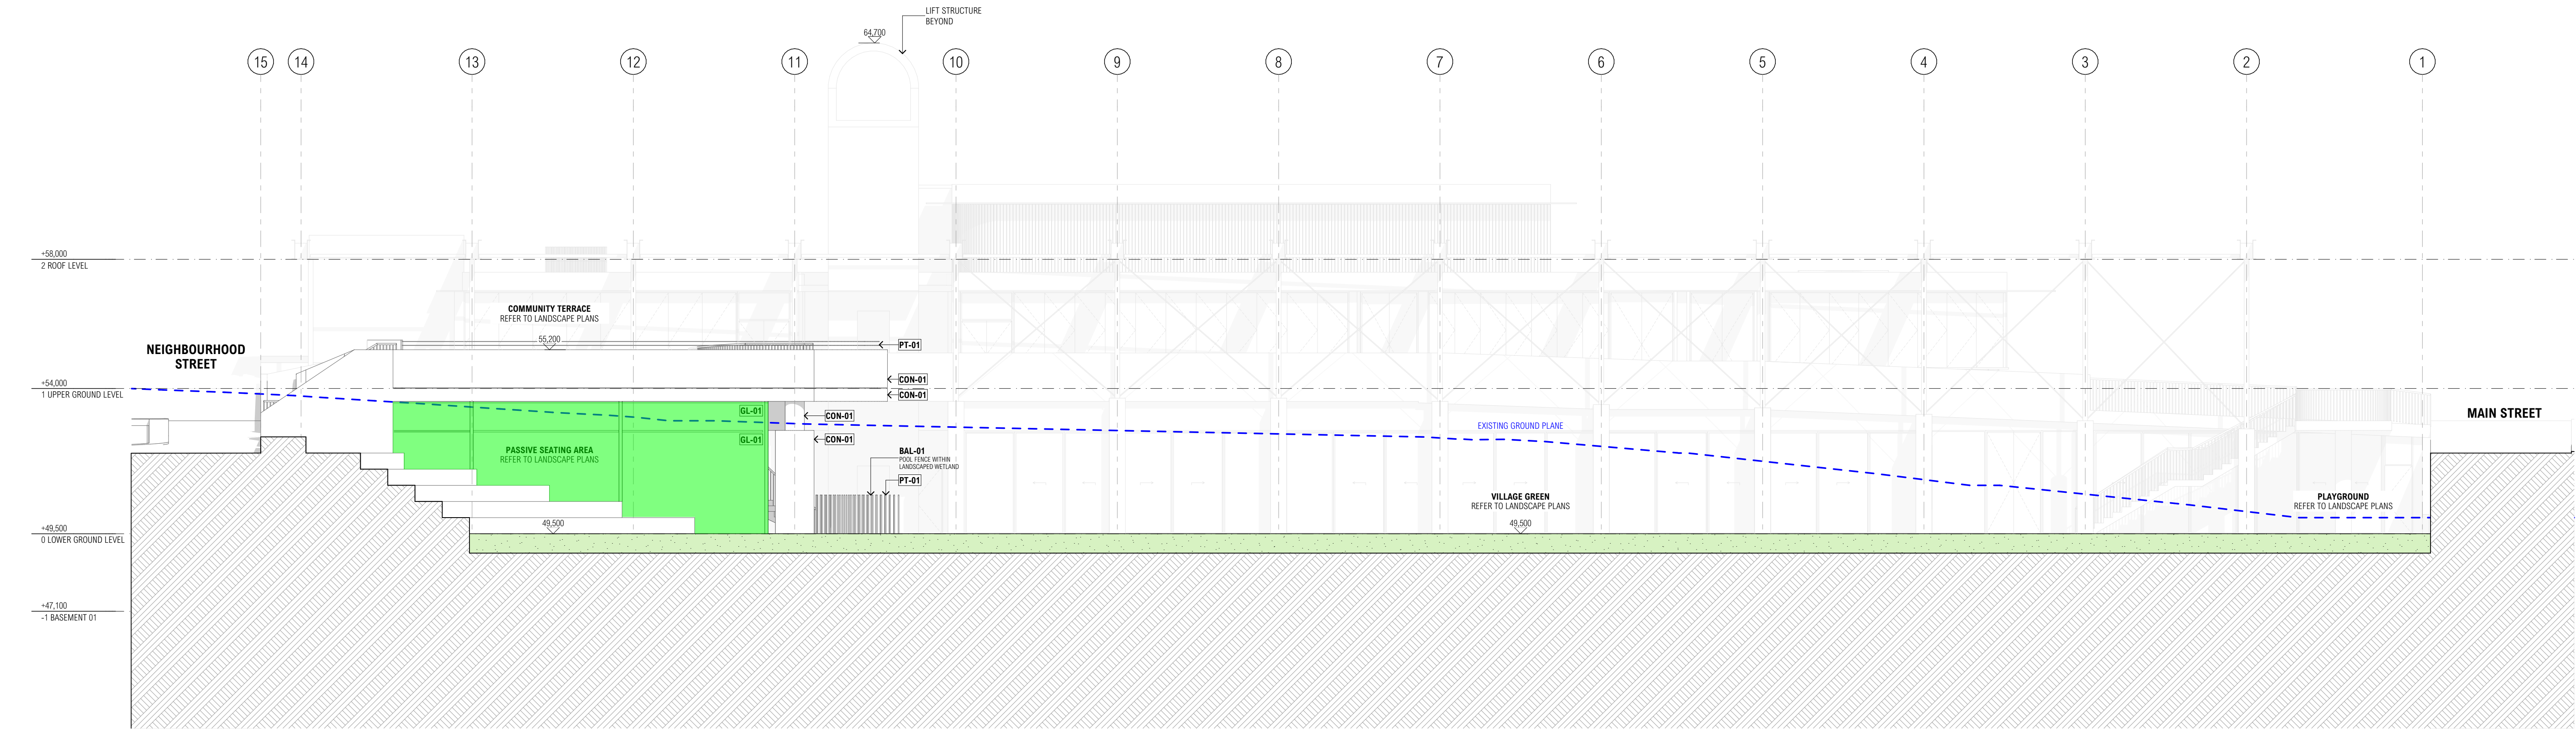 LIFT STRUCTURE
BEYOND
64,700
15 14 13 12 11 10 9 8 7 6 5 4 3 2 1
+58,000
2 ROOF LEVEL
COMMUNITY TERRACE
REFER TO LANDSCAPE PLANS
55,200
PT-01
NEIGHBOURHOOD
STREET
CON-01
+54,000
1 UPPER GROUND LEVEL
CON-01
GL-01
CON-01
MAIN STREET
EXISTING GROUND PLANE
GL-01
CON-01
PASSIVE SEATING AREA
REFER TO LANDSCAPE PLANS
BAL-01
POOL FENCE WITHIN
LANDSCAPED WETLAND
PT-01
VILLAGE GREEN
REFER TO LANDSCAPE PLANS
PLAYGROUND
REFER TO LANDSCAPE PLANS
+49,500
0 LOWER GROUND LEVEL
49,500
49,500
+47,100
-1 BASEMENT 01